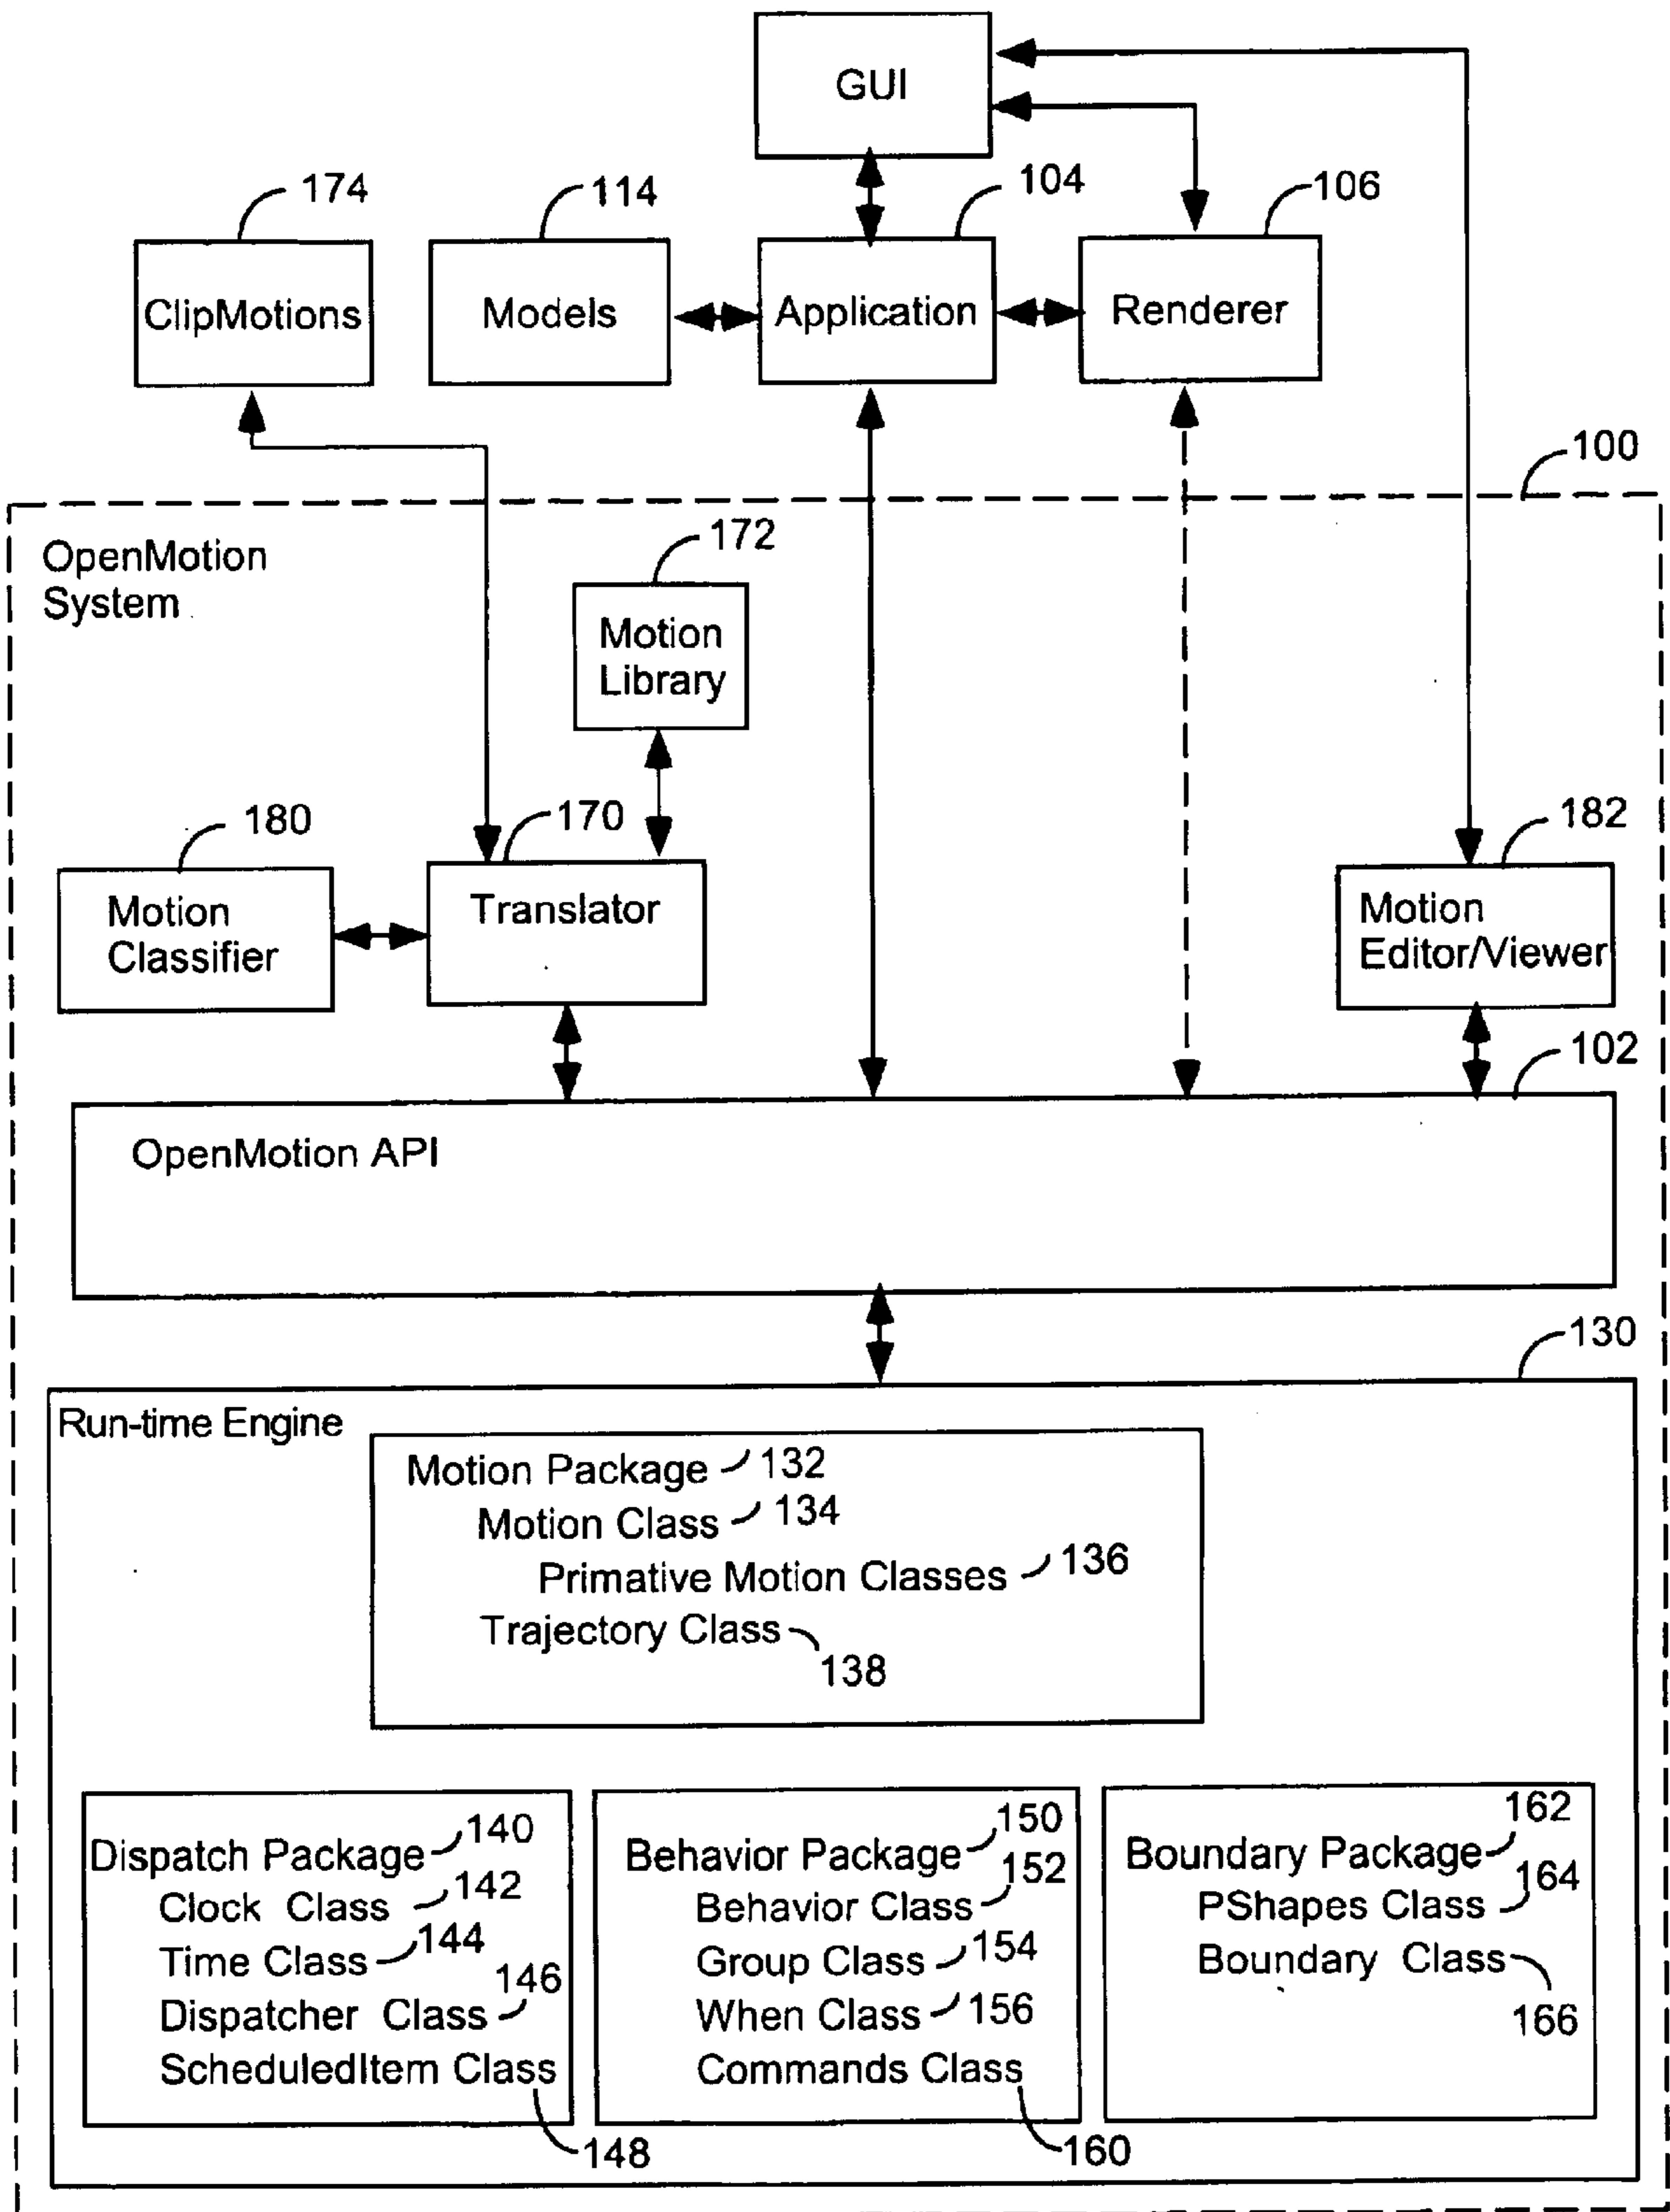 GUI
174
114
104
106
ClipMotions
Models
Application
Renderer
100
OpenMotion
System
172
Motion
Library
180
170
182
Motion
Classifier
Translator
Motion
Editor/Viewer
102
OpenMotion API
130
Run-time Engine
Motion Package 132
Motion Class 134
Primative Motion Classes 136
Trajectory Class
138
Dispatch Package 140
Clock Class 142
Time Class 144
Dispatcher Class 146
ScheduledItem Class
148
Behavior Package 150
Behavior Class 152
Group Class 154
When Class 156
Commands Class
160
Boundary Package 162
PShapes Class 164
Boundary Class
166